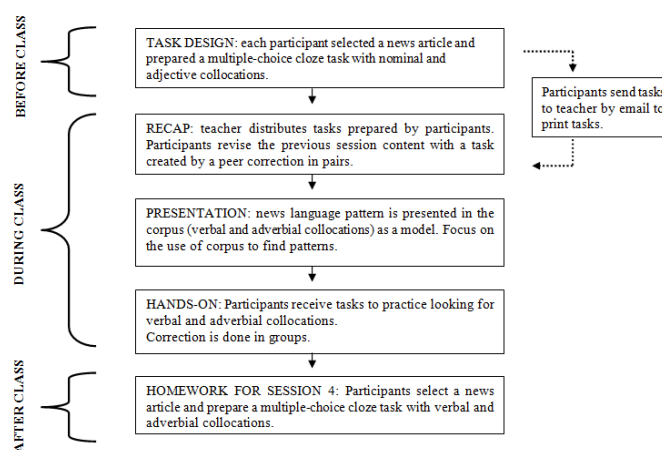 BEFORE CLASS
TASK DESIGN: each participant selected a news article and
prepared a multiple-choice cloze task with nominal and
adjective collocations.
Participants send tasks
to teacher by email to
print tasks.
DURING CLASS
RECAP: teacher distributes tasks prepared by participants.
Participants revise the previous session content with a task
created by a peer correction in pairs.
PRESENTATION: news language pattern is presented in the
corpus (verbal and adverbial collocations) as a model. Focus on
the use of corpus to find patterns.
HANDS-ON: Participants receive tasks to practice looking for
verbal and adverbial collocations.
Correction is done in groups.
AFTER CLASS
HOMEWORK FOR SESSION 4: Participants select a news
article and prepare a multiple-choice cloze task with verbal and
adverbial collocations.